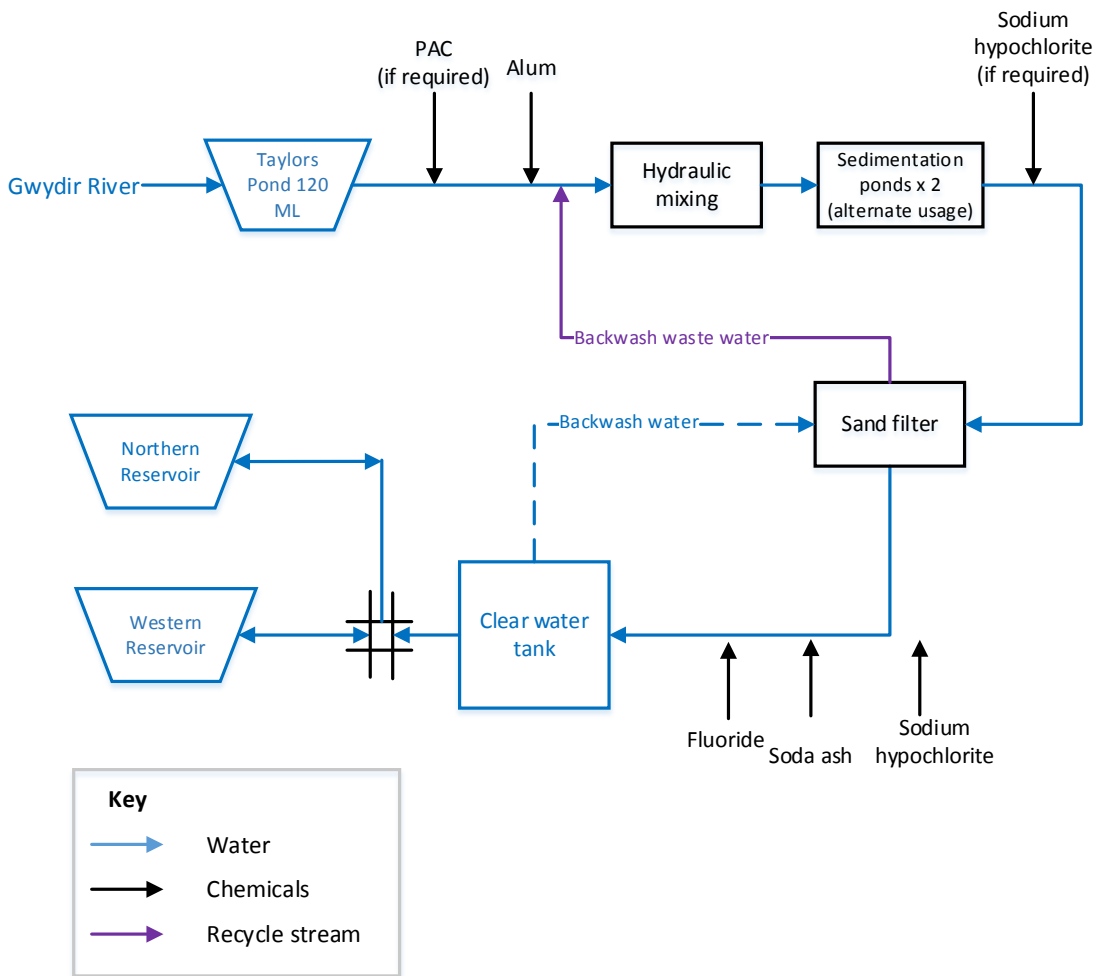 Sodium
hypochlorite
(if required)
PAC
(if required)
Alum
Gwydir River
Taylors
Pond 120
ML
Hydraulic
mixing
Sedimentation
ponds x 2
(alternate usage)
Backwash waste water
Backwash water
Sand filter
Northern
Reservoir
Western
Reservoir
Clear water
tank
Fluoride
Soda ash
Sodium
hypochlorite
Key
Water
Chemicals
Recycle stream